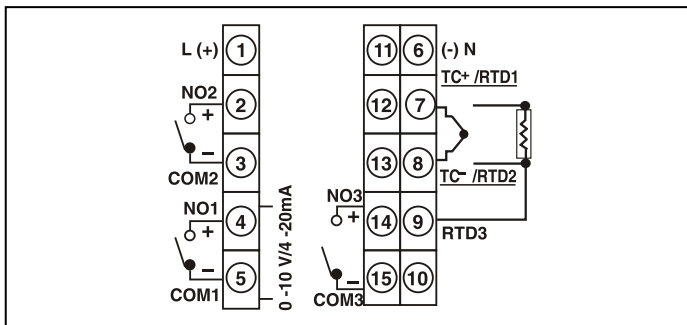 L (+) 1 11 6 (-) N
TC+ /RTD1
NO2 + 2 12 7
- 3 13 8
COM2 TC- /RTD2
NO1 + 4 NO3 + 14 9 RTD3
- 5 - 15 10
COM1 COM3
0 -10 V/4 -20mA